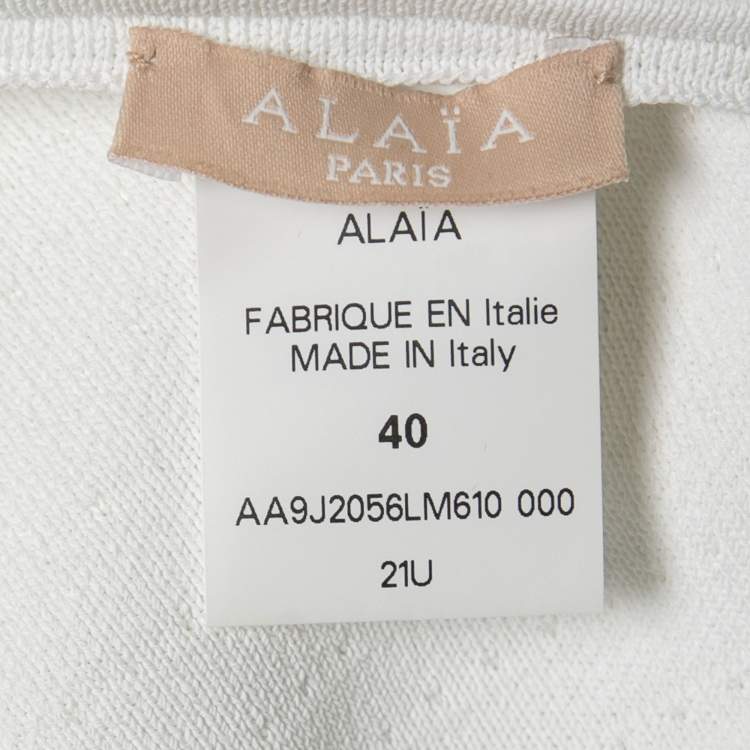 ALAÏA
PARIS
ALAÏA
FABRIQUE EN Italie
MADE IN Italy
40
AA9J2056LM610 000
21U